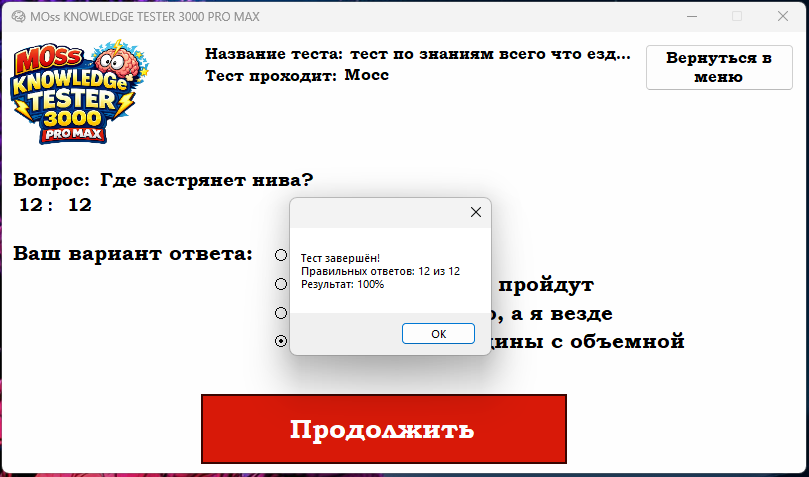 MOss KNOWLEDGE TESTER 3000 PRO MAX
MOSS
KNOWLEDGE
TESTER
3000
PRO MAX
Название теста: тест по знаниям всего что езд...
Тест проходит: Мосс
Вернуться в
меню
Вопрос: Где застрянет нива?
12 : 12
Ваш вариант ответа:
Тест завершён!
Правильных ответов: 12 из 12
Результат: 100%
OK
пройдут
, а я везде
с объемной
Продолжить